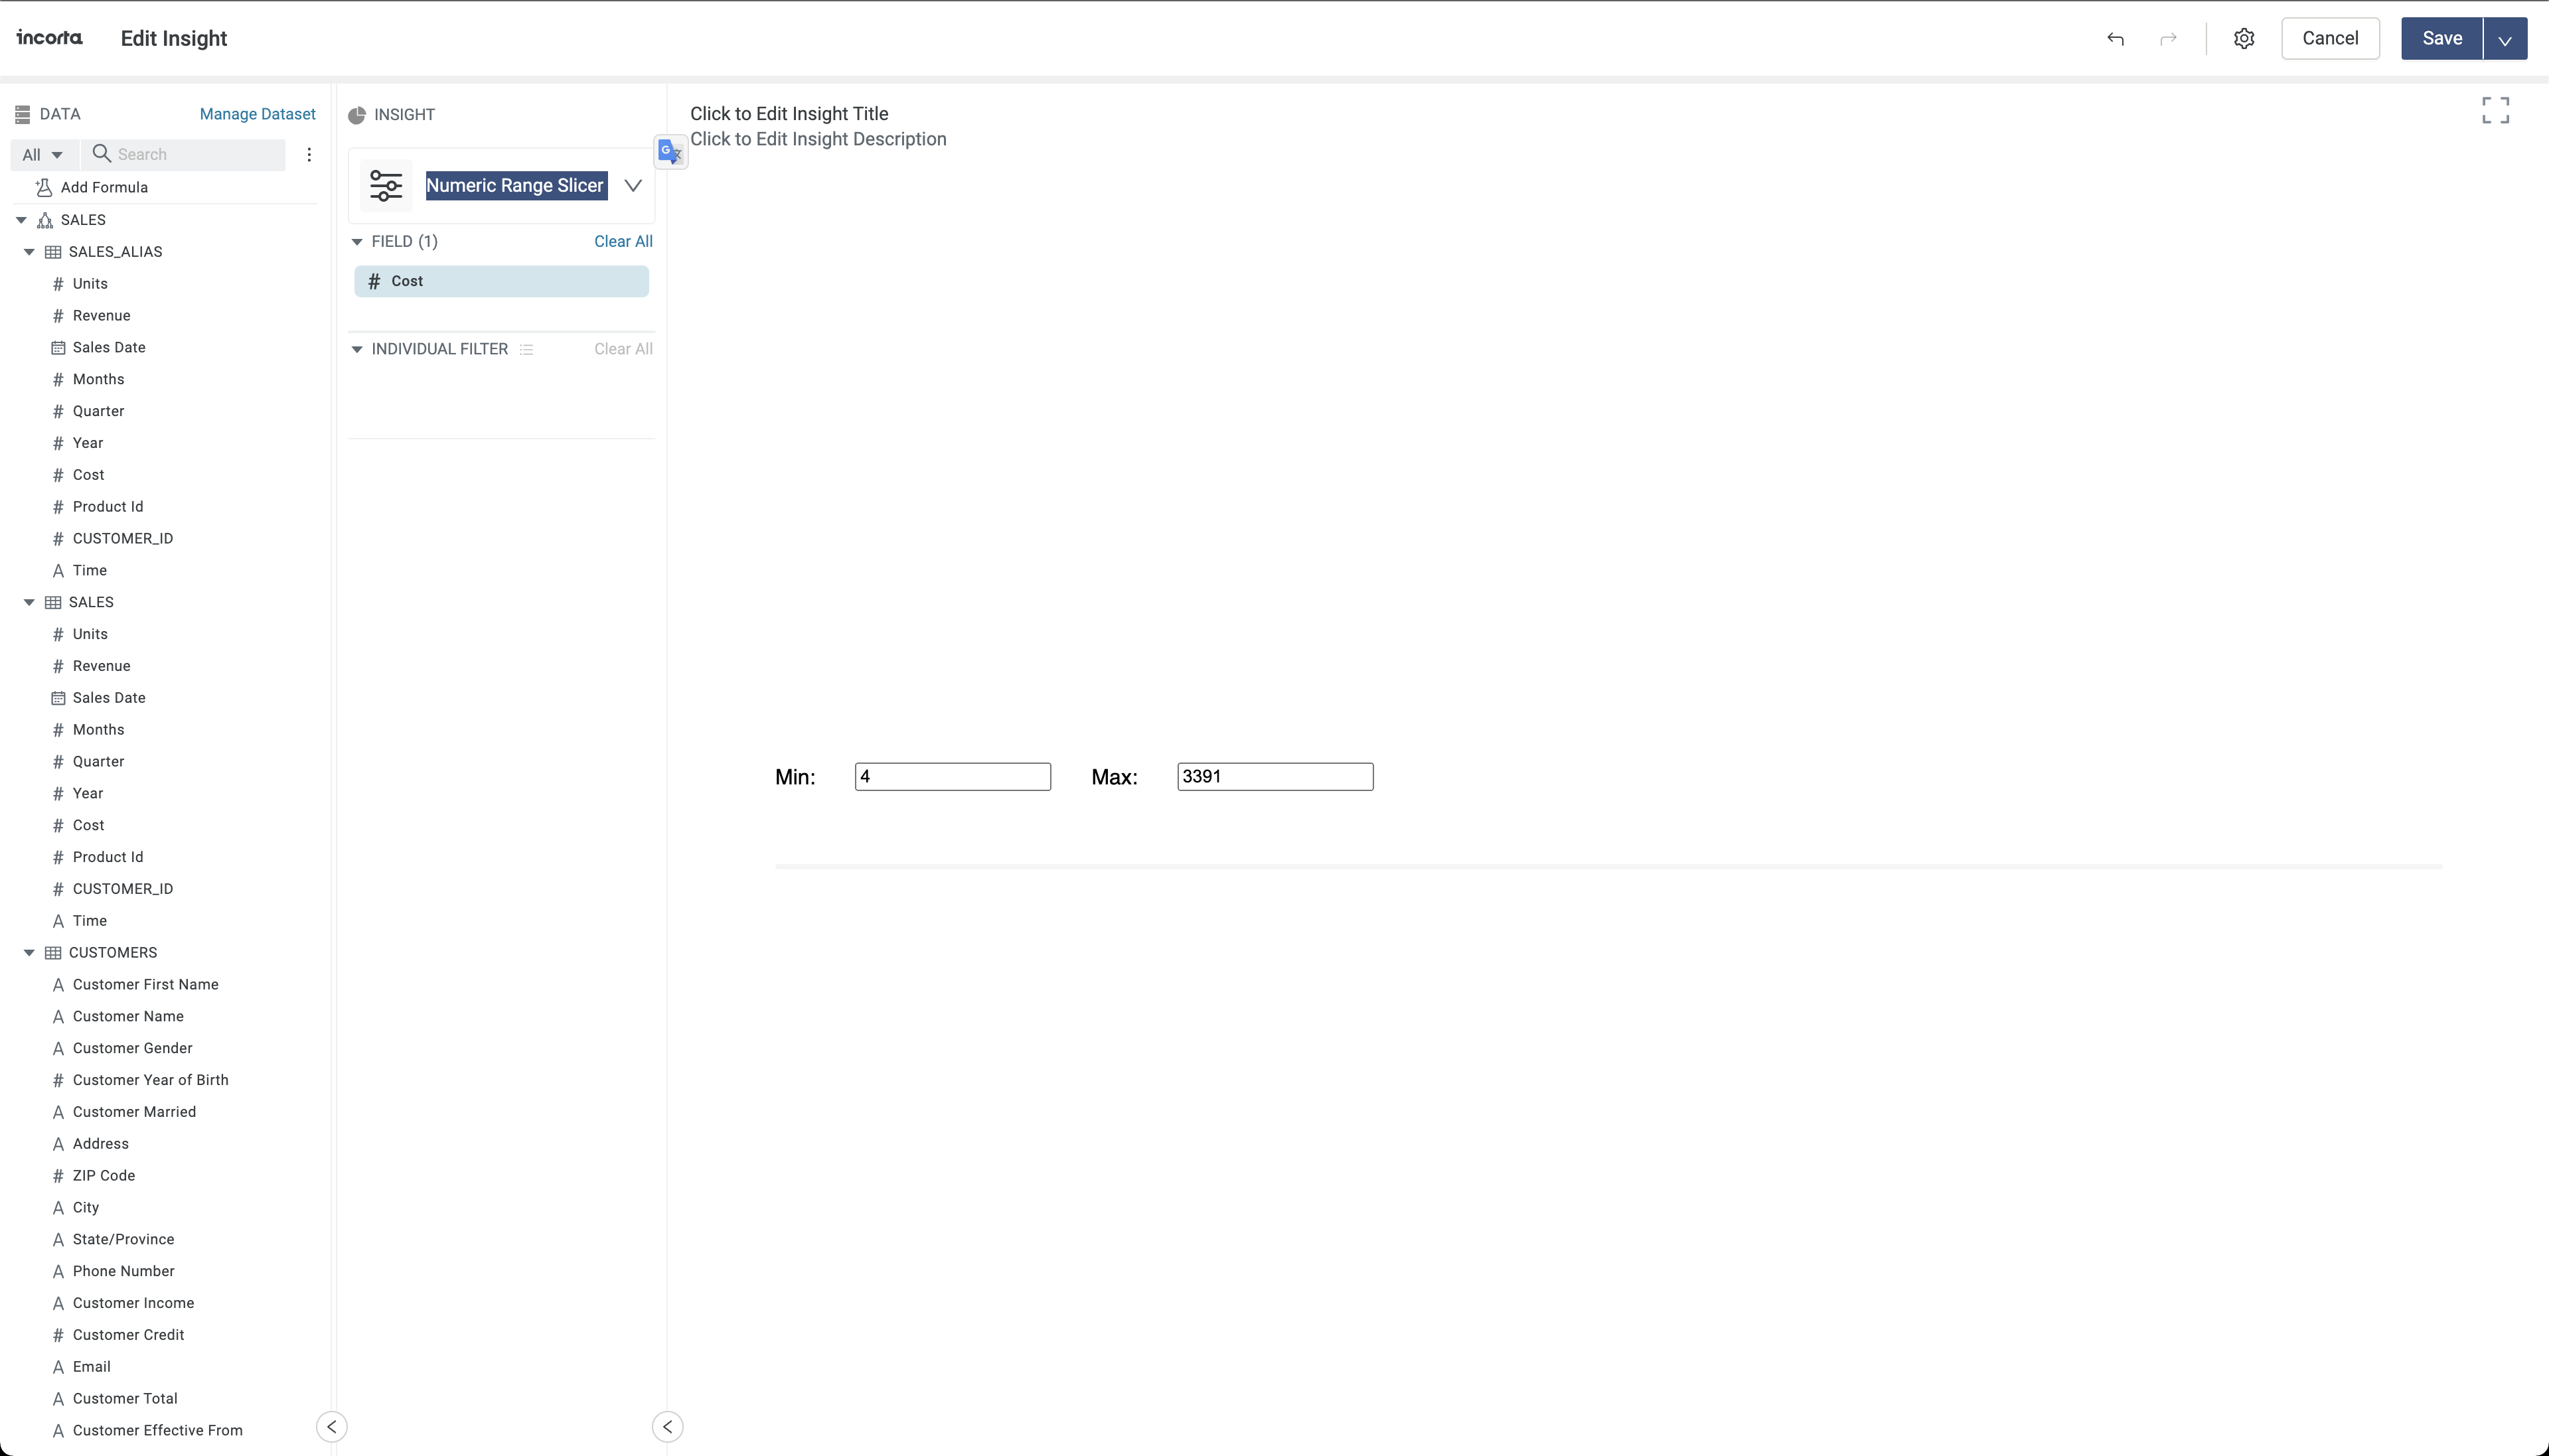 incorta Edit Insight Cancel Save
DATA Manage Dataset
All Search
Add Formula
SALES
SALES_ALIAS
# Units
# Revenue
Sales Date
# Months
# Quarter
# Year
# Cost
# Product Id
# CUSTOMER_ID
A Time
SALES
# Units
# Revenue
Sales Date
# Months
# Quarter
# Year
# Cost
# Product Id
# CUSTOMER_ID
A Time
CUSTOMERS
A Customer First Name
A Customer Name
A Customer Gender
# Customer Year of Birth
A Customer Married
A Address
# ZIP Code
A City
A State/Province
A Phone Number
A Customer Income
# Customer Credit
A Email
A Customer Total
A Customer Effective From
INSIGHT
Numeric Range Slicer
FIELD (1) Clear All
# Cost
INDIVIDUAL FILTER Clear All
Click to Edit Insight Title
Click to Edit Insight Description
Min: 4 Max: 3391